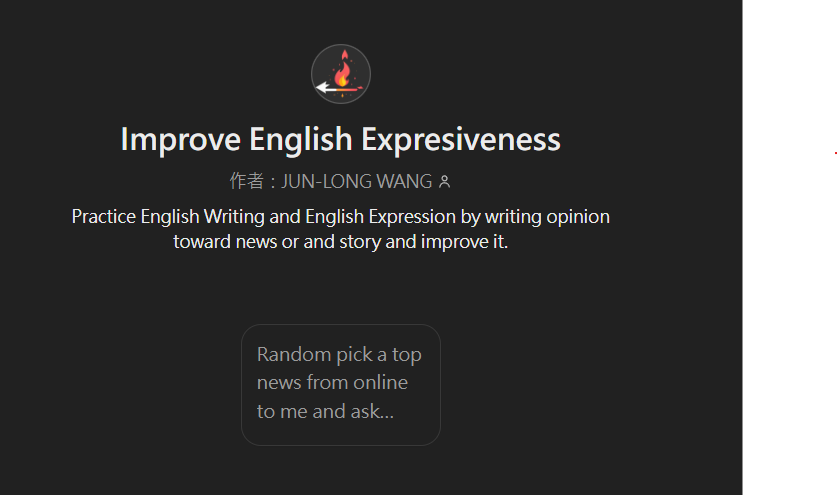 Improve English Expresiveness
作者：JUN-LONG WANG
Practice English Writing and English Expression by writing opinion
toward news or and story and improve it.
Random pick a top
news from online
to me and ask...